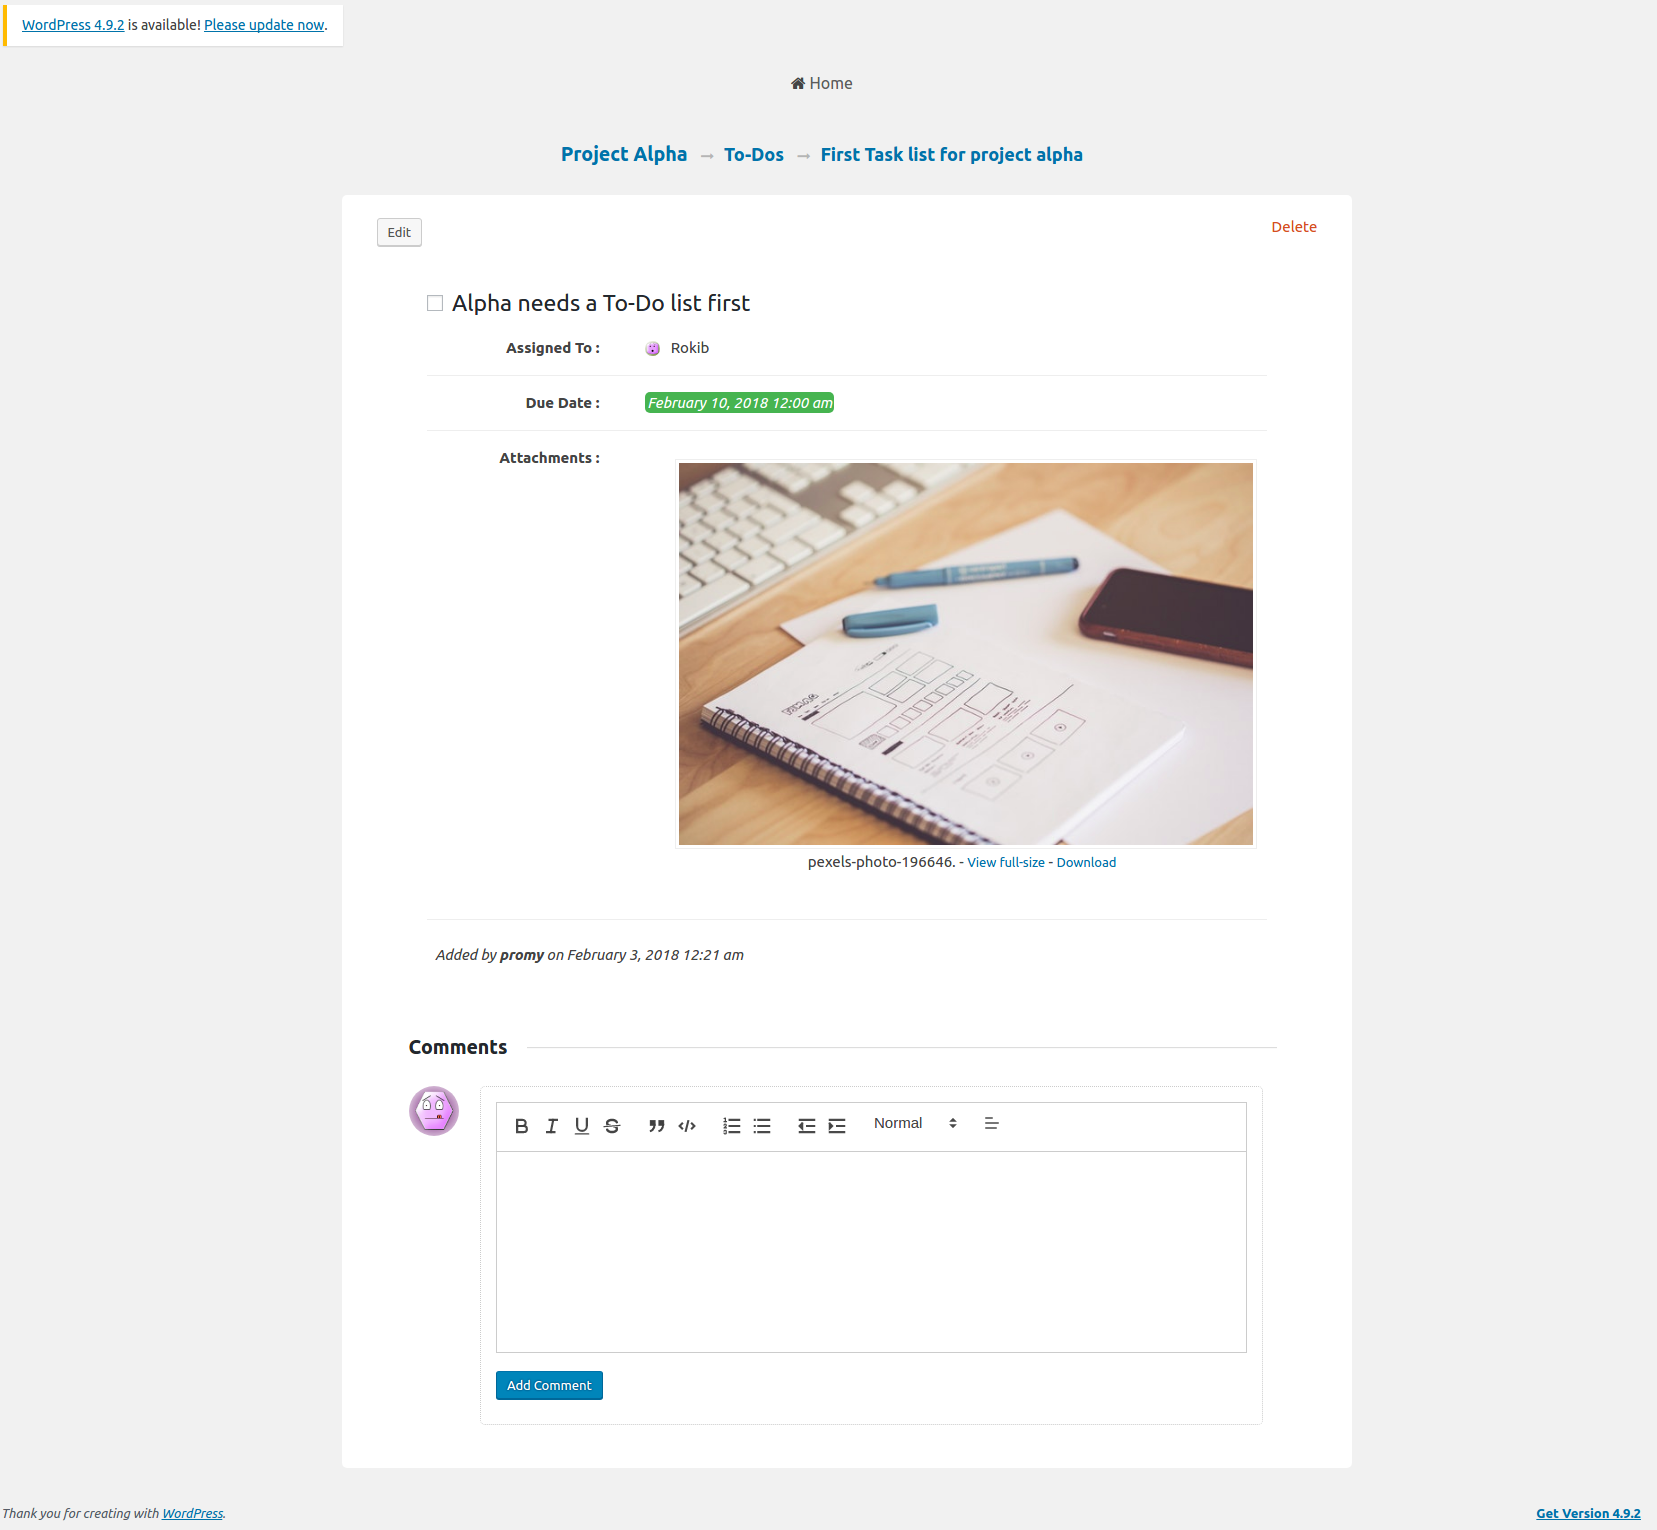 WordPress 4.9.2 is available! Please update now.
Home
Project Alpha → To-Dos → First Task list for project alpha
Edit
Delete
Alpha needs a To-Do list first
Assigned To : Rokib
Due Date : February 10, 2018 12:00 am
Attachments :
pexels-photo-196646. - View full-size - Download
Added by promy on February 3, 2018 12:21 am
Comments
Normal
Add Comment
Thank you for creating with WordPress.
Get Version 4.9.2